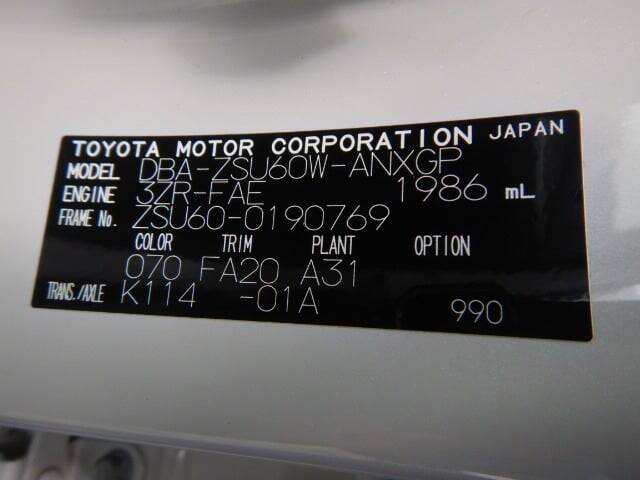 TOYOTA MOTOR CORPORATION JAPAN
MODEL DBA-ZSU60W-ANXGP
ENGINE 3ZR-FAE 1986 mL
FRAME No. ZSU60-0190769
COLOR TRIM PLANT OPTION
070 FA20 A31
TRANS./AXLE K114 -01A 990